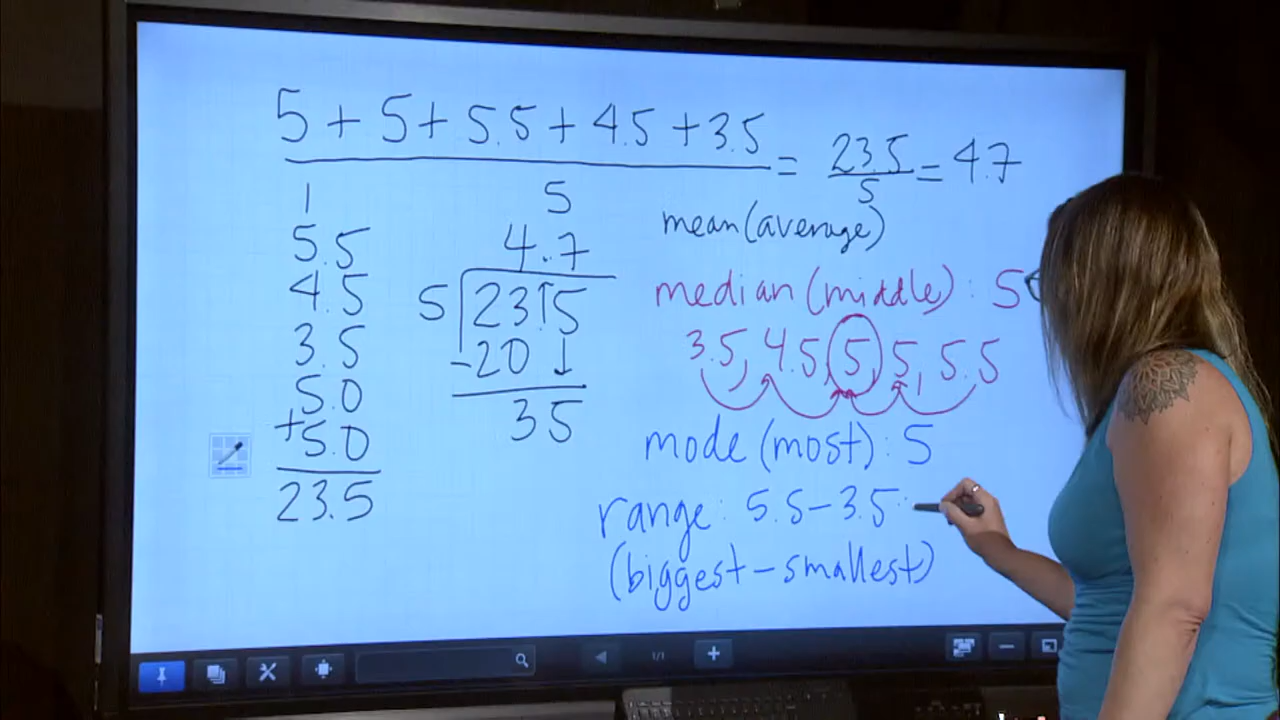 5 + 5 + 5.5 + 4.5 + 3.5
= 23.5 = 4.7
5
5
mean (average)
1
5.5
4.5
3.5
5.0
+5.0
23.5
4.7
5 23.5
-20
35
median (middle): 5
3.5, 4.5, 5, 5, 5.5
mode (most): 5
range: 5.5-3.5
(biggest - smallest)
1/1